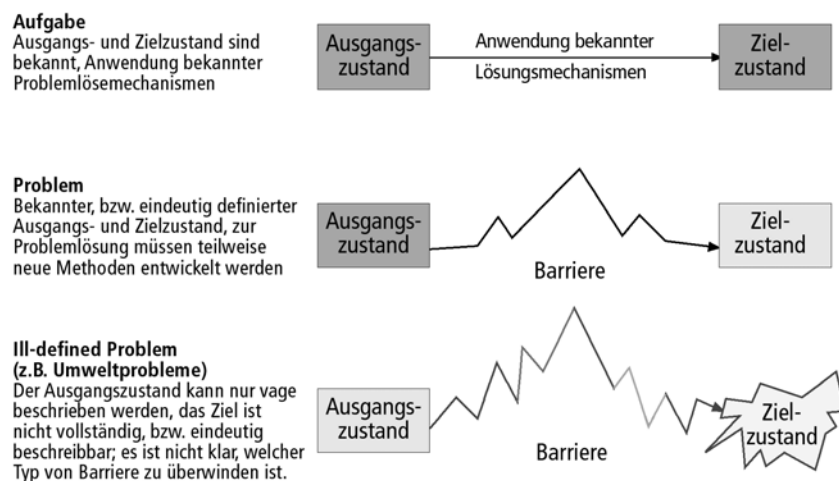 Aufgabe
Ausgangs- und Zielzustand sind
bekannt, Anwendung bekannter
Problemlösemechanismen
Ausgangs-
zustand
Anwendung bekannter
Lösungsmechanismen
Ziel-
zustand
Problem
Bekannter, bzw. eindeutig definierter
Ausgangs- und Zielzustand, zur
Problemlösung müssen teilweise
neue Methoden entwickelt werden
Ausgangs-
zustand
Barriere
Ziel-
zustand
Ill-defined Problem
(z.B. Umweltprobleme)
Der Ausgangszustand kann nur vage
beschrieben werden, das Ziel ist
nicht vollständig, bzw. eindeutig
beschreibbar; es ist nicht klar, welcher
Typ von Barriere zu überwinden ist.
Ausgangs-
zustand
Barriere
Ziel-
zustand